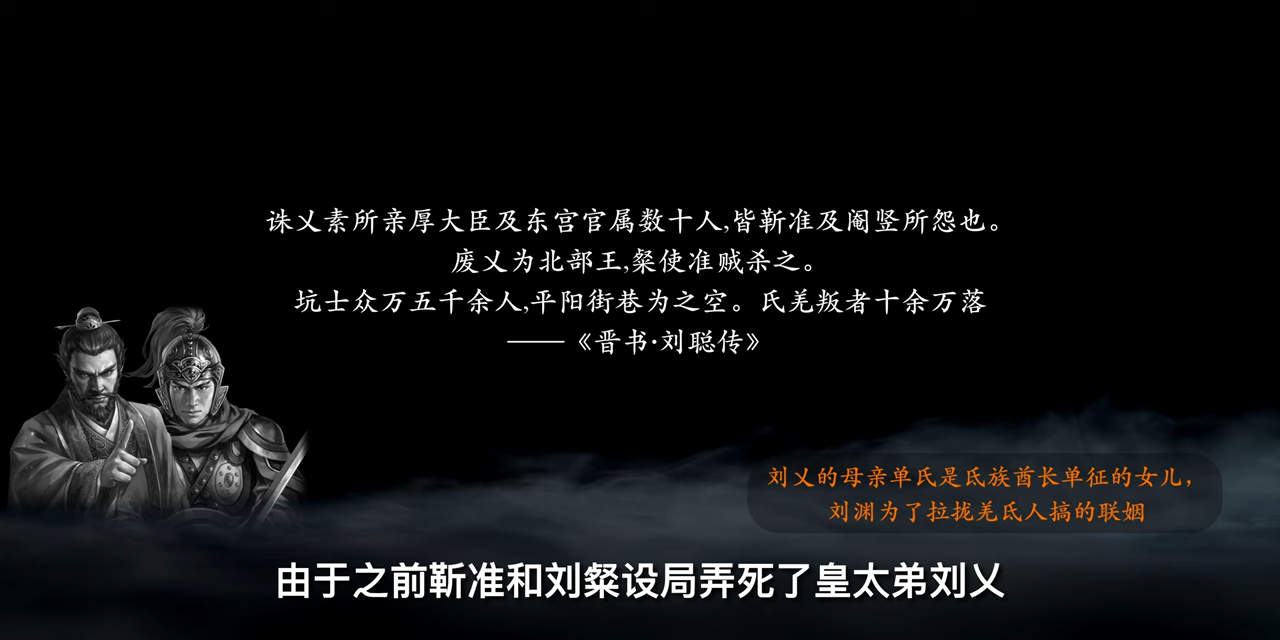 诛乂素所亲厚大臣及东宫官属数十人,皆靳准及阉竖所怨也。
废乂为北部王,粲使准贼杀之。
坑士众万五千余人,平阳街巷为之空。氐羌叛者十余万落
——《晋书·刘聪传》
刘乂的母亲单氏是氐族酋长单征的女儿，
刘渊为了拉拢羌氐人搞的联姻
由于之前靳准和刘粲设局弄死了皇太弟刘乂